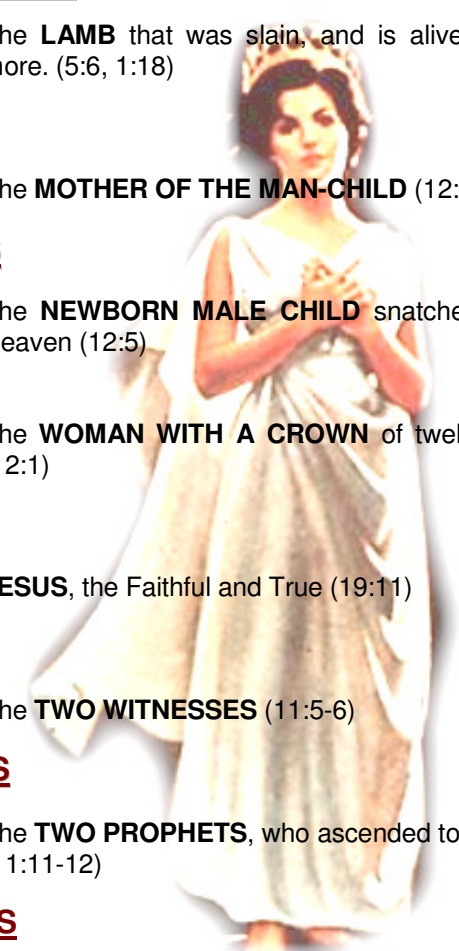 he LAMB that was slain, and is alive
ore. (5:6, 1:18)
he MOTHER OF THE MAN-CHILD (12:
he NEWBORN MALE CHILD snatche
eaven (12:5)
he WOMAN WITH A CROWN of twel
2:1)
ESUS, the Faithful and True (19:11)
he TWO WITNESSES (11:5-6)
S
he TWO PROPHETS, who ascended to
1:11-12)
S